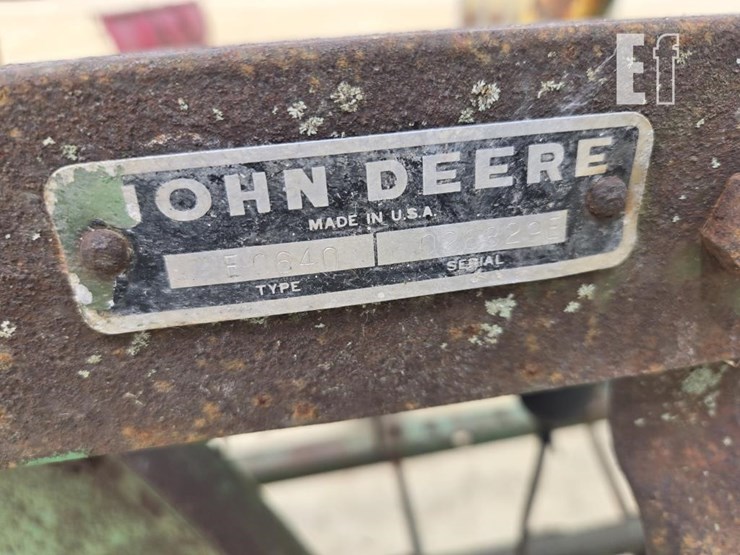 Ef
JOHN DEERE
MADE IN U.S.A.
E0640
TYPE SERIAL